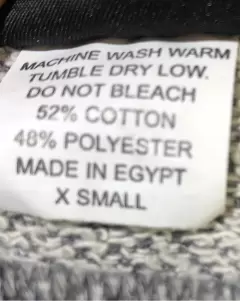 MACHINE WASH WARM
TUMBLE DRY LOW.
DO NOT BLEACH
52% COTTON
48% POLYESTER
MADE IN EGYPT
X SMALL